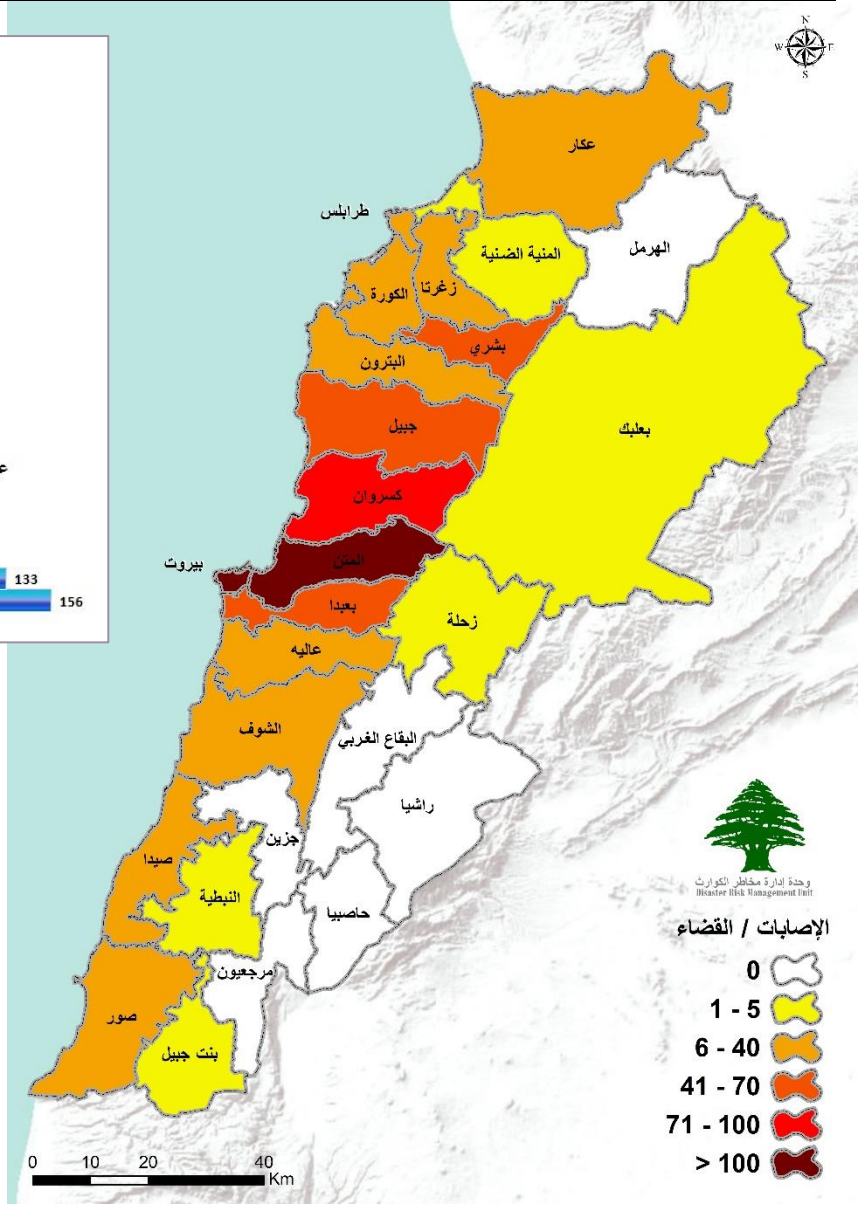 N
W E
S
عكار
طرابلس
الهرمل
المنية الضنية
زغرتا
الكورة
بشري
البترون
جبيل
بعلبك
كسروان
المتن
بيروت
بعبدا
زحلة
عاليه
الشوف
البقاع الغربي
راشيا
جزين
صيدا
النبطية
حاصبيا
مرجعيون
صور
بنت جبيل
133
156
وحدة إدارة مخاطر الكوارث
Disaster Risk Management Unit
الإصابات / القضاء
0
1 - 5
6 - 40
41 - 70
71 - 100
> 100
0 10 20 40
Km